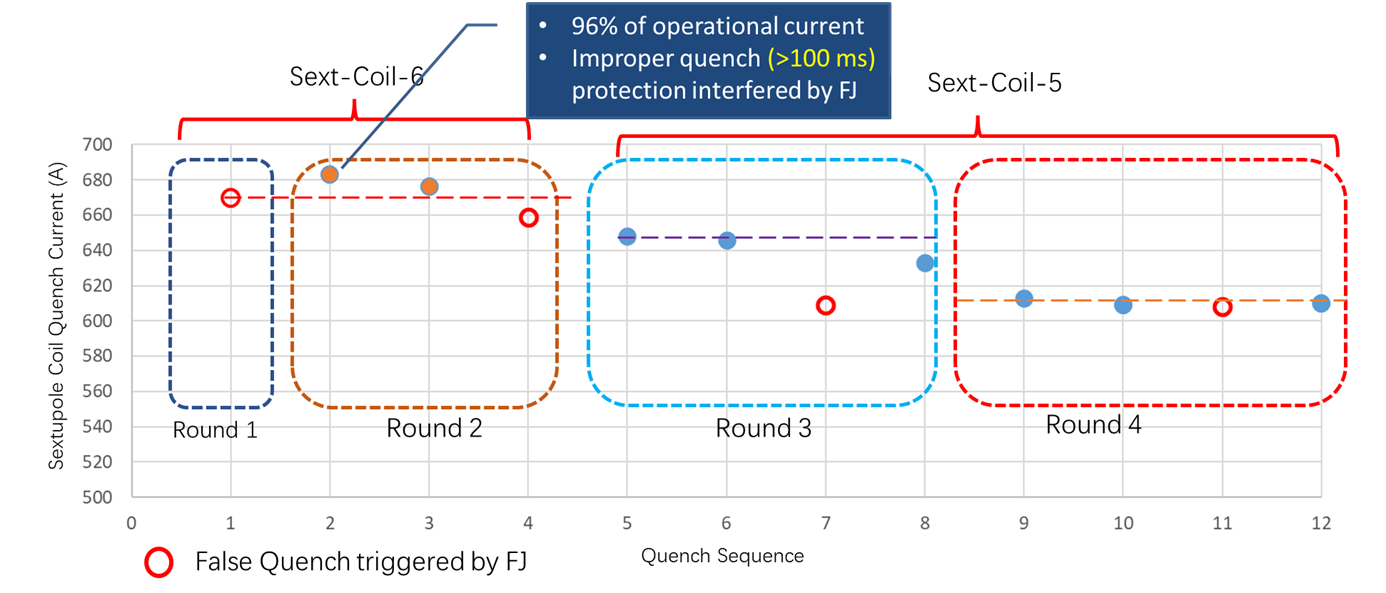 • 96% of operational current
• Improper quench (>100 ms)
protection interfered by FJ
Sext-Coil-6
Sext-Coil-5
Sextupole Coil Quench Current (A)
700
680
660
640
620
600
580
560
540
520
500
Round 1
Round 2
Round 3
Round 4
0 1 2 3 4 5 6 7 8 9 10 11 12
Quench Sequence
False Quench triggered by FJ